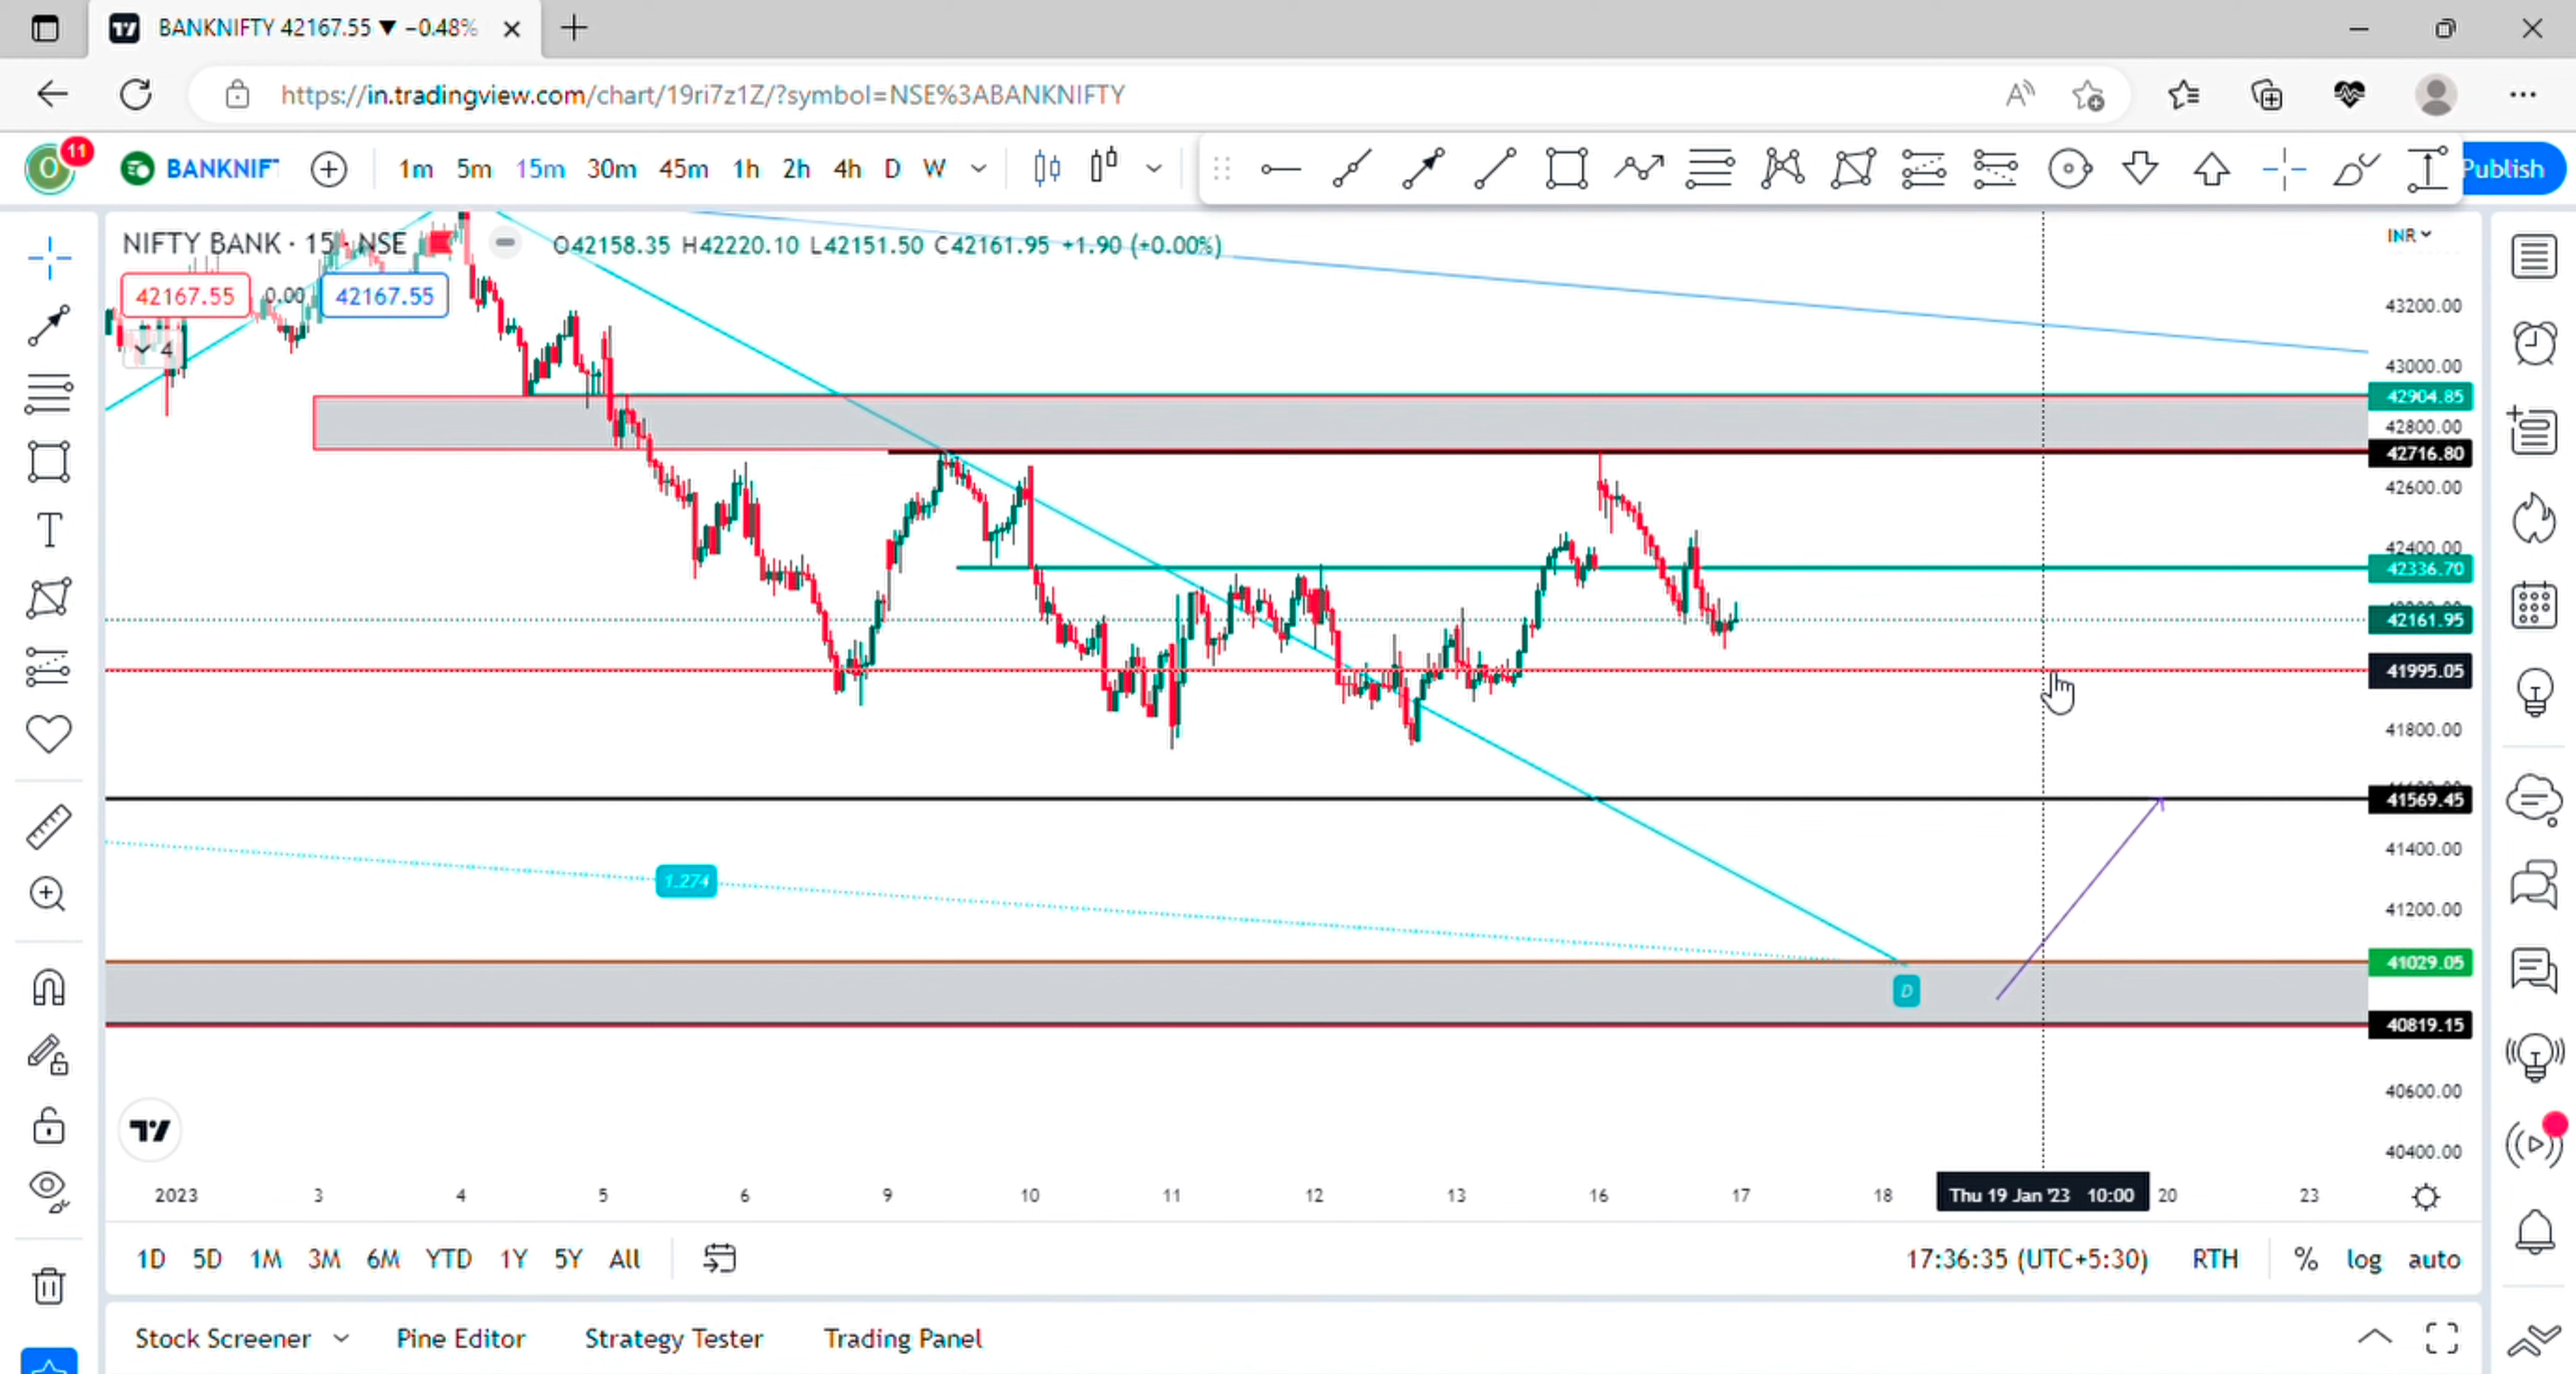 BANKNIFTY 42167.55 ▼ −0.48%
https://in.tradingview.com/chart/19ri7z1Z/?symbol=NSE%3ABANKNIFTY
O 11 BANKNIF 1m 5m 15m 30m 45m 1h 2h 4h D W Publish
NIFTY BANK · 15 · NSE O42158.35 H42220.10 L42151.50 C42161.95 +1.90 (+0.00%) INR
42167.55 0.00 42167.55
4
43200.00
43000.00
42904.85
42800.00
42716.80
42600.00
42400.00
42336.70
42161.95
41995.05
41800.00
41569.45
41400.00
1.274
41200.00
41029.05
D
40819.15
40600.00
40400.00
2023 3 4 5 6 9 10 11 12 13 16 17 18 Thu 19 Jan '23 10:00 20 23
1D 5D 1M 3M 6M YTD 1Y 5Y All 17:36:35 (UTC+5:30) RTH % log auto
Stock Screener Pine Editor Strategy Tester Trading Panel